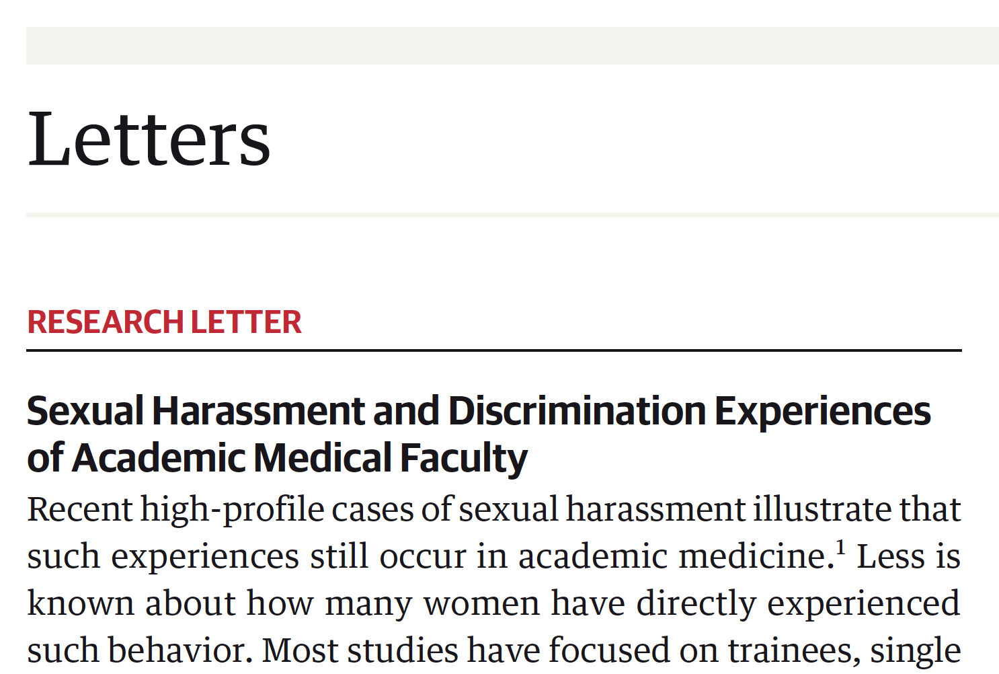 Letters
RESEARCH LETTER
Sexual Harassment and Discrimination Experiences
of Academic Medical Faculty
Recent high-profile cases of sexual harassment illustrate that
such experiences still occur in academic medicine.¹ Less is
known about how many women have directly experienced
such behavior. Most studies have focused on trainees, single